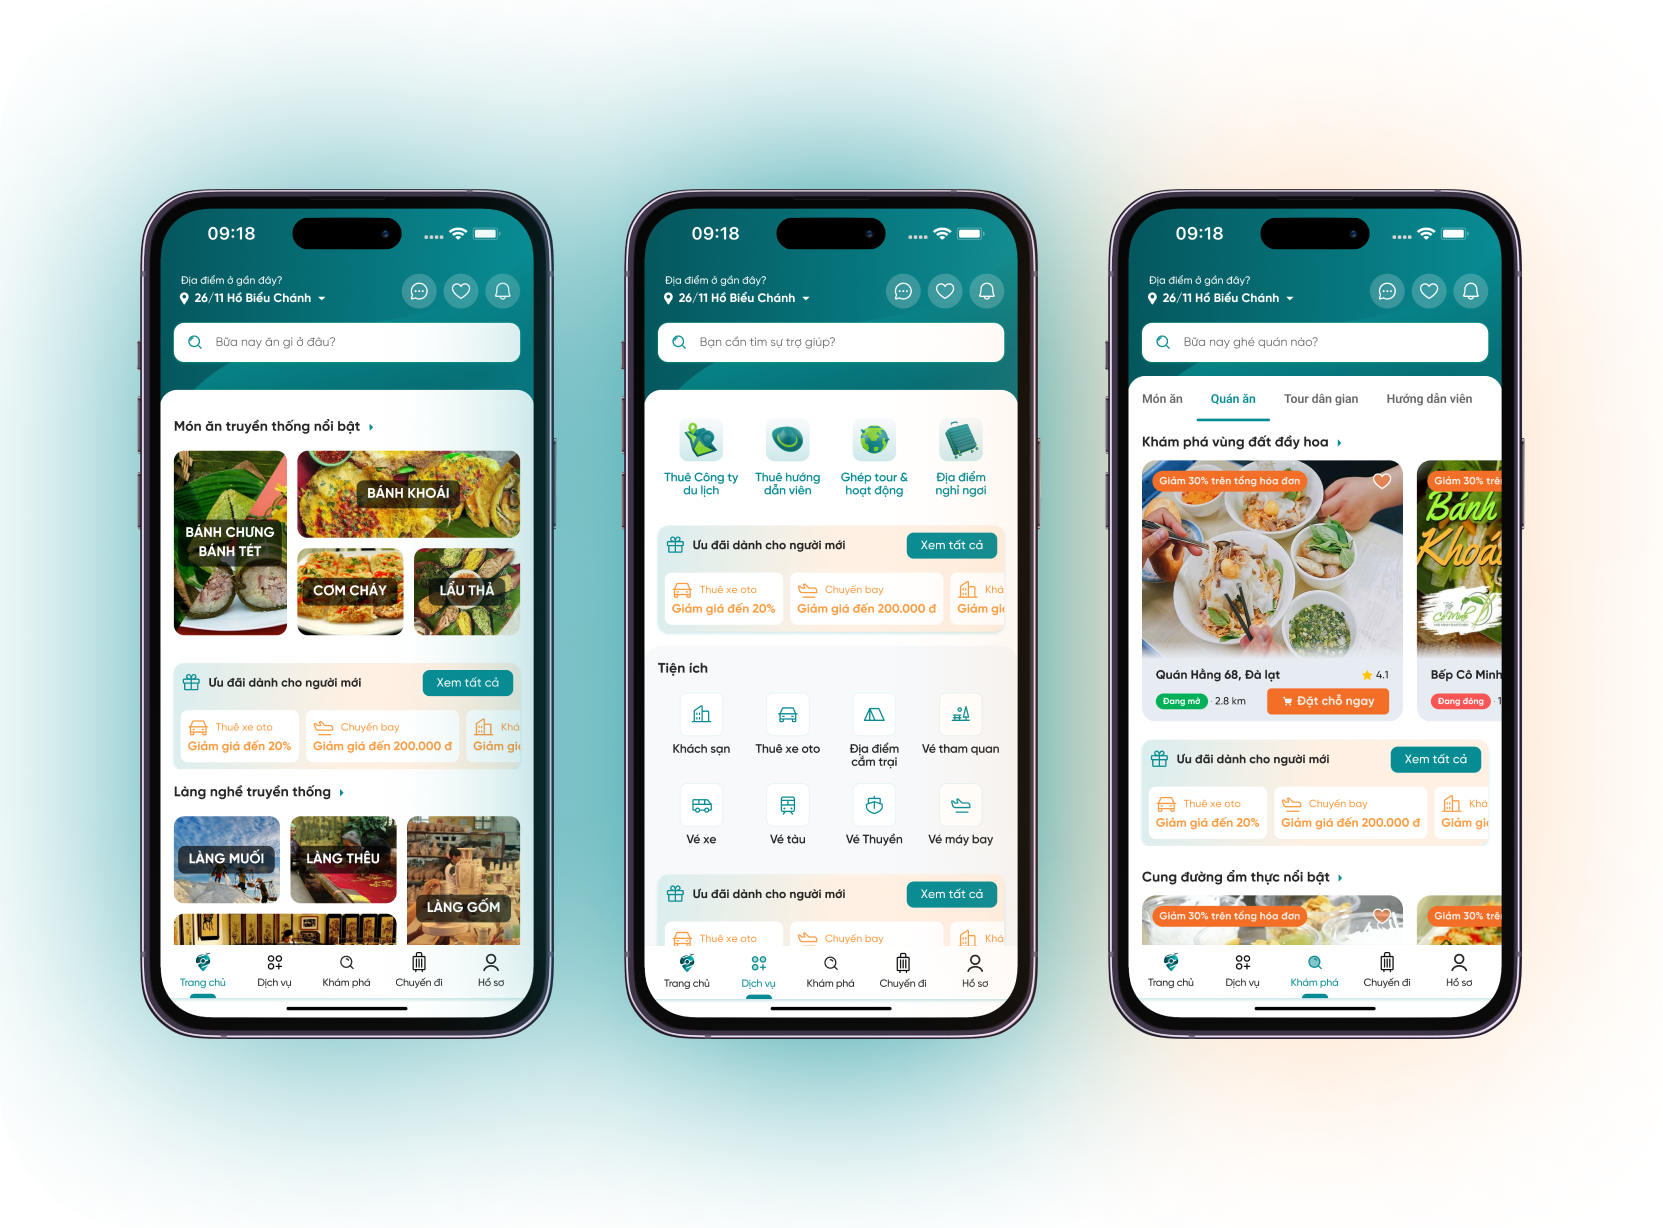 09:18
Địa điểm ở gần đây?
26/11 Hồ Biểu Chánh
Bữa nay ăn gì ở đâu?
Món ăn truyền thống nổi bật
BÁNH CHƯNG
BÁNH TÉT
BÁNH KHOÁI
CƠM CHÁY
LẨU THẢ
Ưu đãi dành cho người mới
Xem tất cả
Thuê xe oto
Giảm giá đến 20%
Chuyến bay
Giảm giá đến 200.000 đ
Khá
Giảm gi
Làng nghề truyền thống
LÀNG MUỐI
LÀNG THÊU
LÀNG GỐM
Trang chủ
Dịch vụ
Khám phá
Chuyến đi
Hồ sơ
09:18
Địa điểm ở gần đây?
26/11 Hồ Biểu Chánh
Bạn cần tìm sự trợ giúp?
Thuê Công ty
du lịch
Thuê hướng
dẫn viên
Ghép tour &
hoạt động
Địa điểm
nghỉ ngơi
Ưu đãi dành cho người mới
Xem tất cả
Thuê xe oto
Giảm giá đến 20%
Chuyến bay
Giảm giá đến 200.000 đ
Khá
Giảm gi
Tiện ích
Khách sạn
Thuê xe oto
Địa điểm
cắm trại
Vé tham quan
Vé xe
Vé tàu
Vé Thuyền
Vé máy bay
Ưu đãi dành cho người mới
Xem tất cả
Thuê xe oto
Chuyến bay
Khá
Trang chủ
Dịch vụ
Khám phá
Chuyến đi
Hồ sơ
09:18
Địa điểm ở gần đây?
26/11 Hồ Biểu Chánh
Bữa nay ghé quán nào?
Món ăn
Quán ăn
Tour dân gian
Hướng dẫn viên
Khám phá vùng đất đầy hoa
Giảm 30% trên tổng hóa đơn
Quán Hằng 68, Đà lạt
4.1
Đang mở
· 2.8 km
Đặt chỗ ngay
Giảm 30% trê
Bánh
Khoá
Cô Minh
Bếp Cô Minh
Đang đóng
· 1
Ưu đãi dành cho người mới
Xem tất cả
Thuê xe oto
Giảm giá đến 20%
Chuyến bay
Giảm giá đến 200.000 đ
Khá
Giảm gi
Cung đường ẩm thực nổi bật
Giảm 30% trên tổng hóa đơn
Giảm 30% trê
Trang chủ
Dịch vụ
Khám phá
Chuyến đi
Hồ sơ